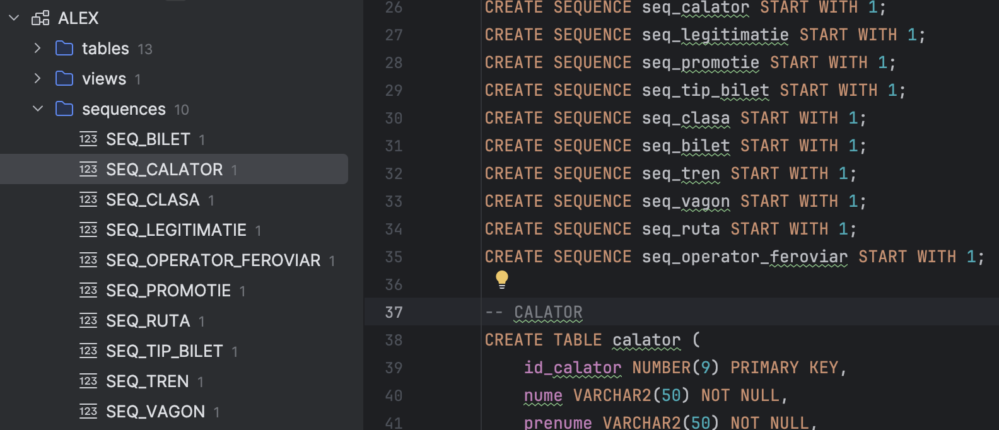 ALEX
tables 13
views 1
sequences 10
123 SEQ_BILET 1
123 SEQ_CALATOR 1
123 SEQ_CLASA 1
123 SEQ_LEGITIMATIE 1
123 SEQ_OPERATOR_FEROVIAR 1
123 SEQ_PROMOTIE 1
123 SEQ_RUTA 1
123 SEQ_TIP_BILET 1
123 SEQ_TREN 1
123 SEQ_VAGON 1
26 CREATE SEQUENCE seq_calator START WITH 1;
27 CREATE SEQUENCE seq_legitimatie START WITH 1;
28 CREATE SEQUENCE seq_promotie START WITH 1;
29 CREATE SEQUENCE seq_tip_bilet START WITH 1;
30 CREATE SEQUENCE seq_clasa START WITH 1;
31 CREATE SEQUENCE seq_bilet START WITH 1;
32 CREATE SEQUENCE seq_tren START WITH 1;
33 CREATE SEQUENCE seq_vagon START WITH 1;
34 CREATE SEQUENCE seq_ruta START WITH 1;
35 CREATE SEQUENCE seq_operator_feroviar START WITH 1;
36
37 -- CALATOR
38 CREATE TABLE calator (
39 id_calator NUMBER(9) PRIMARY KEY,
40 nume VARCHAR2(50) NOT NULL,
41 prenume VARCHAR2(50) NOT NULL,